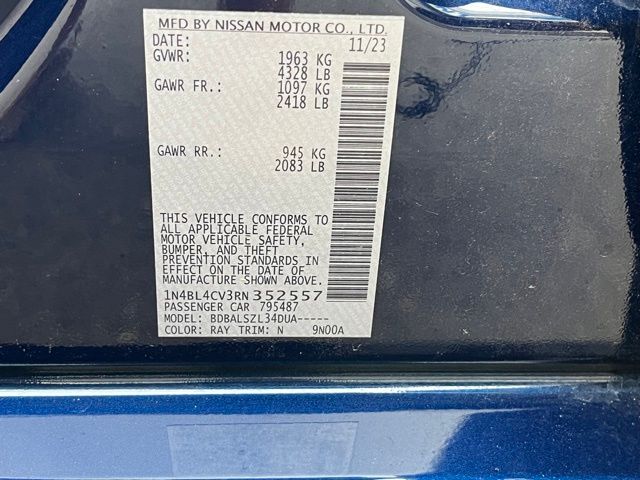 MFD BY NISSAN MOTOR CO., LTD.
DATE: 11/23
GVWR: 1963 KG
4328 LB
GAWR FR.: 1097 KG
2418 LB
GAWR RR.: 945 KG
2083 LB
THIS VEHICLE CONFORMS TO
ALL APPLICABLE FEDERAL
MOTOR VEHICLE SAFETY,
BUMPER, AND THEFT
PREVENTION STANDARDS IN
EFFECT ON THE DATE OF
MANUFACTURE SHOWN ABOVE.
1N4BL4CV3RN352557
PASSENGER CAR 795487
MODEL: BDBALSZL34DUA-----
COLOR: RAY TRIM: N 9N00A